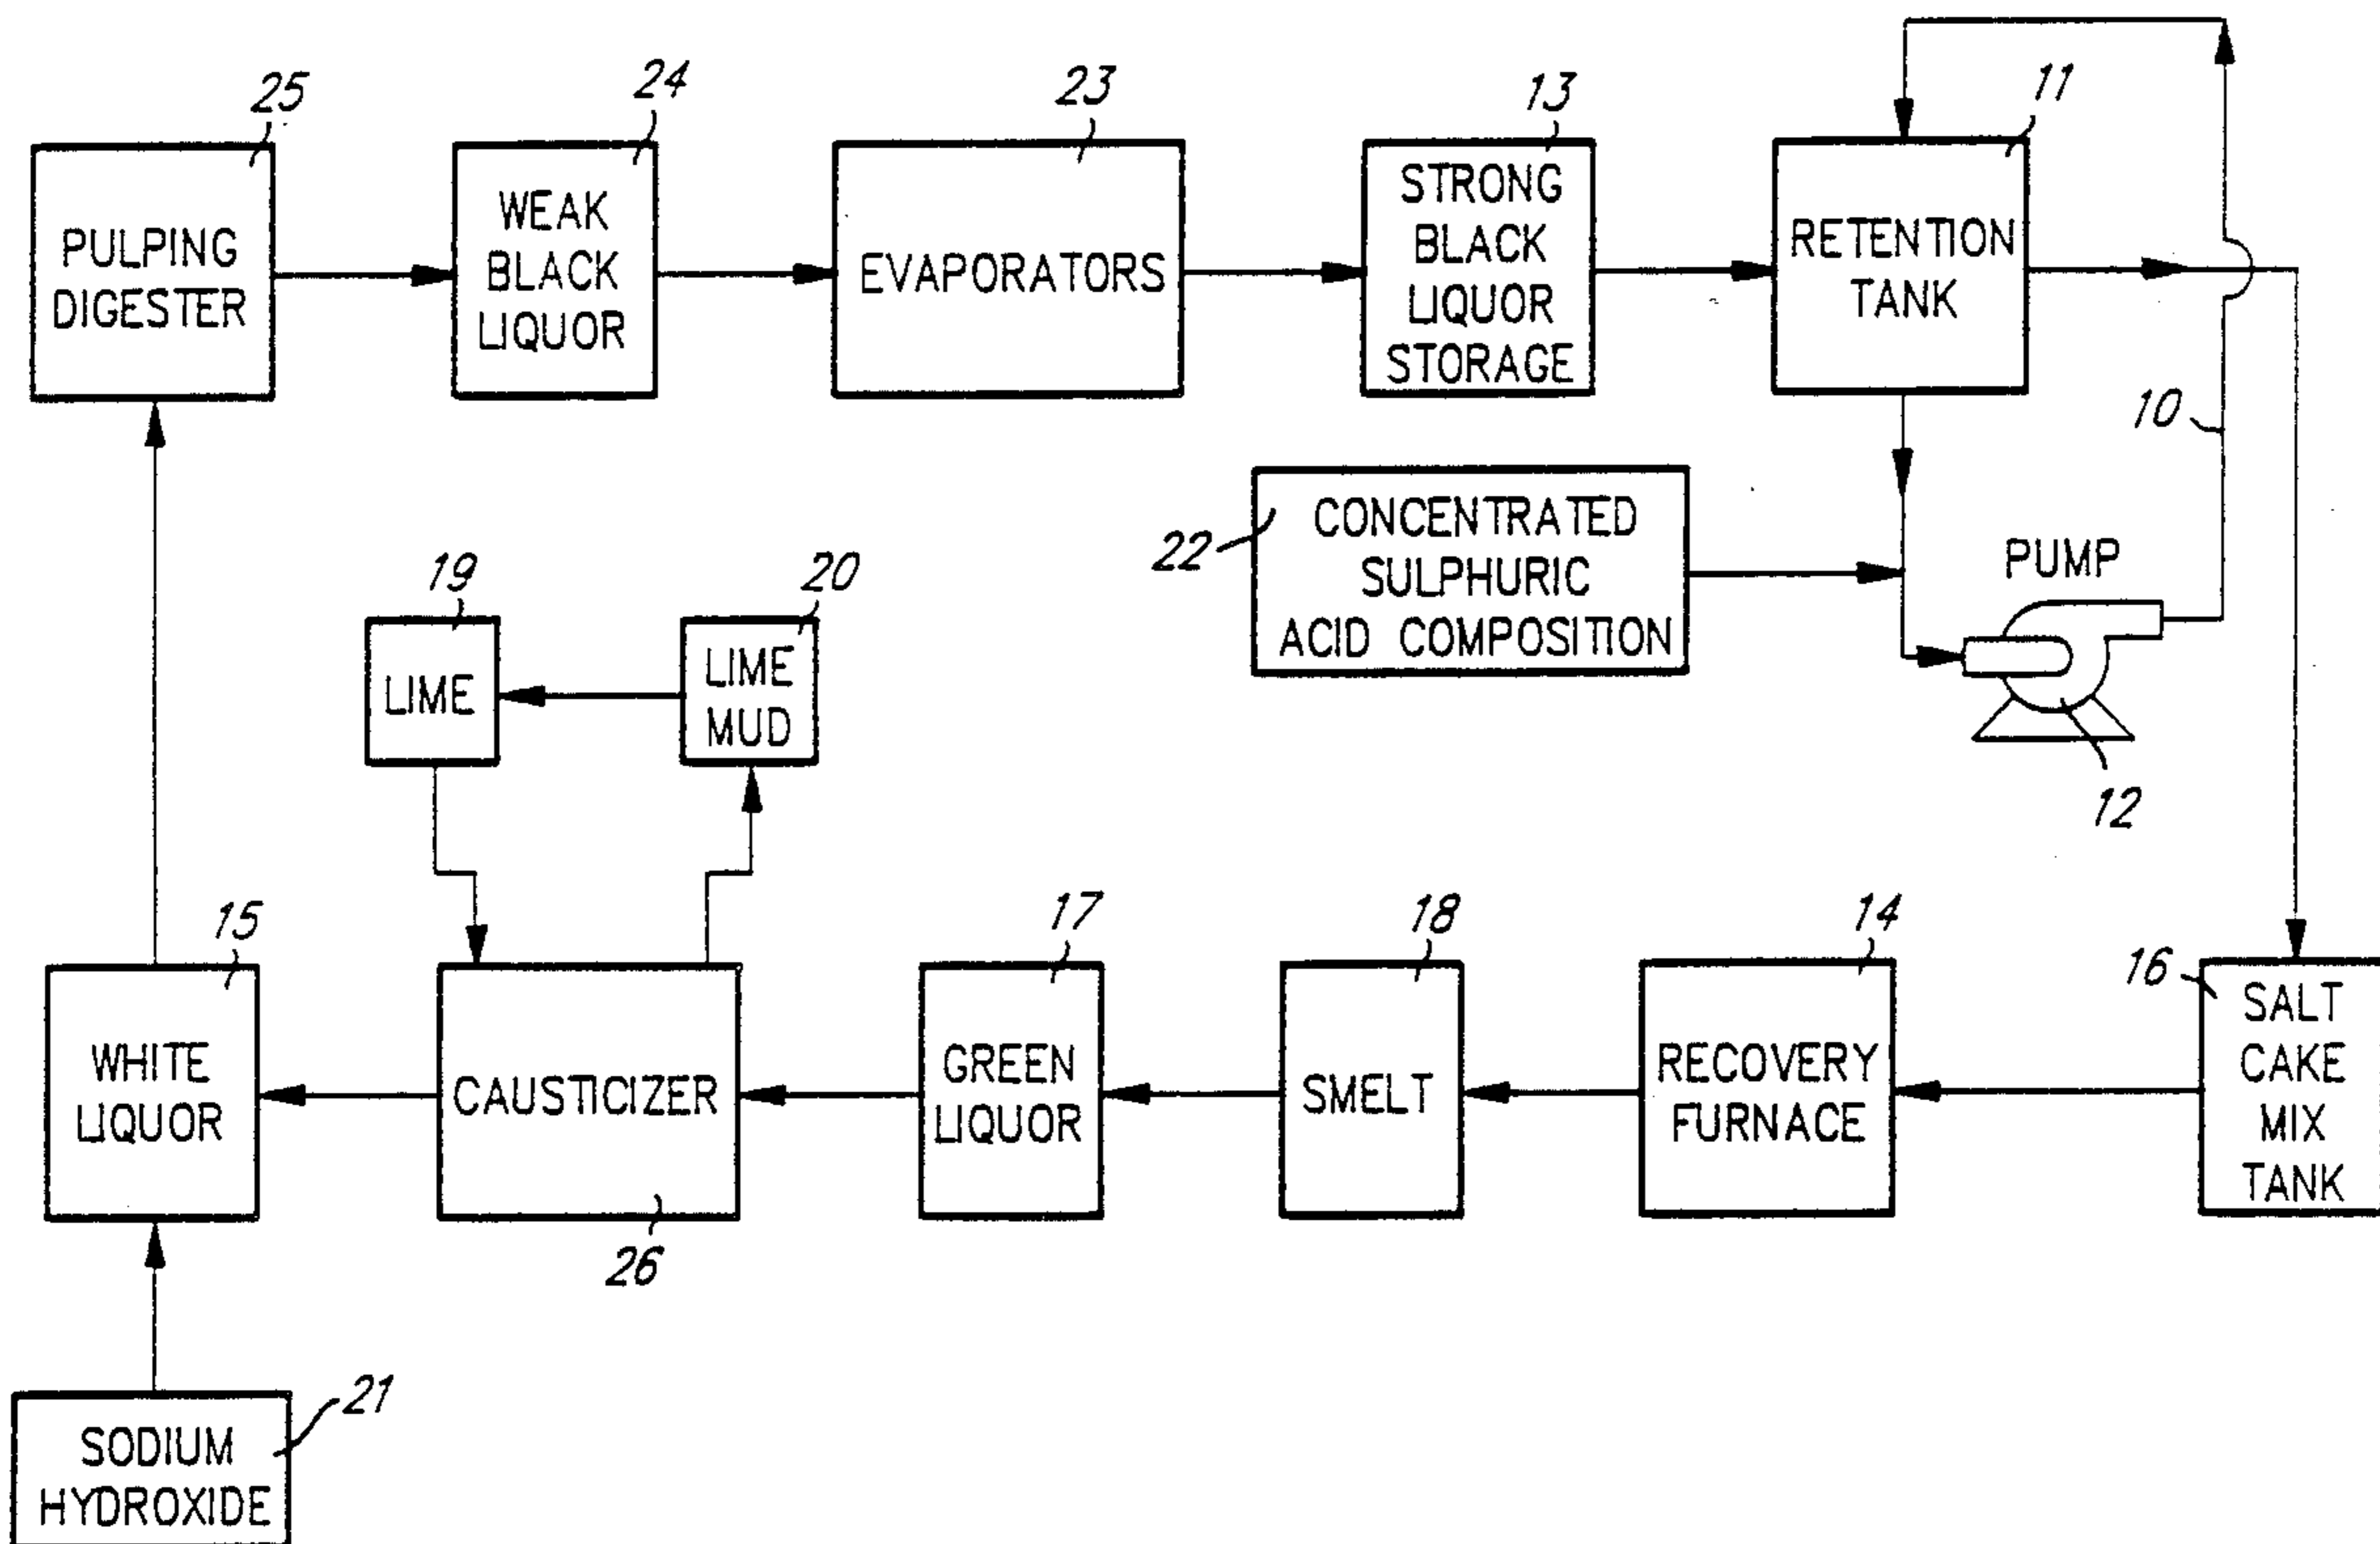 25
24
23
13
11
PULPING
DIGESTER
WEAK
BLACK
LIQUOR
EVAPORATORS
STRONG
BLACK
LIQUOR
STORAGE
RETENTION
TANK
10
22
CONCENTRATED
SULPHURIC
ACID COMPOSITION
PUMP
12
19
LIME
20
LIME
MUD
15
WHITE
LIQUOR
CAUSTICIZER
26
17
GREEN
LIQUOR
18
SMELT
14
RECOVERY
FURNACE
16
SALT
CAKE
MIX
TANK
21
SODIUM
HYDROXIDE